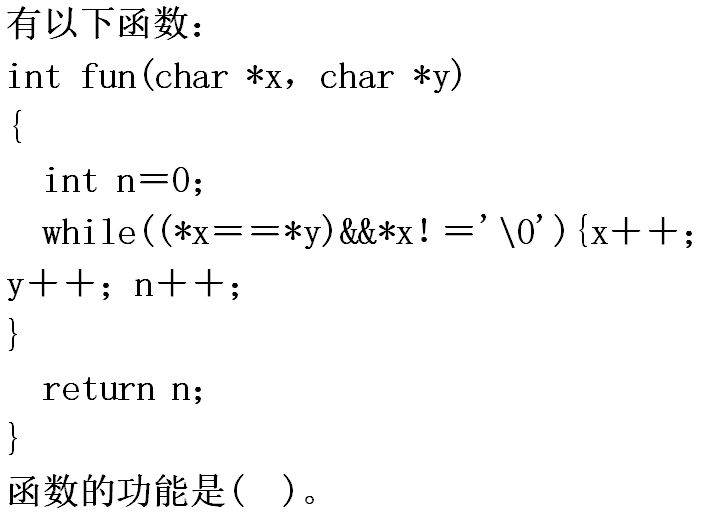 有以下函数：
int fun(char *x，char *y)
{
int n＝0；
while((*x＝＝*y)&&*x！＝’\0’){x＋＋；
y＋＋；n＋＋；
}
return n；
}
函数的功能是(  )。